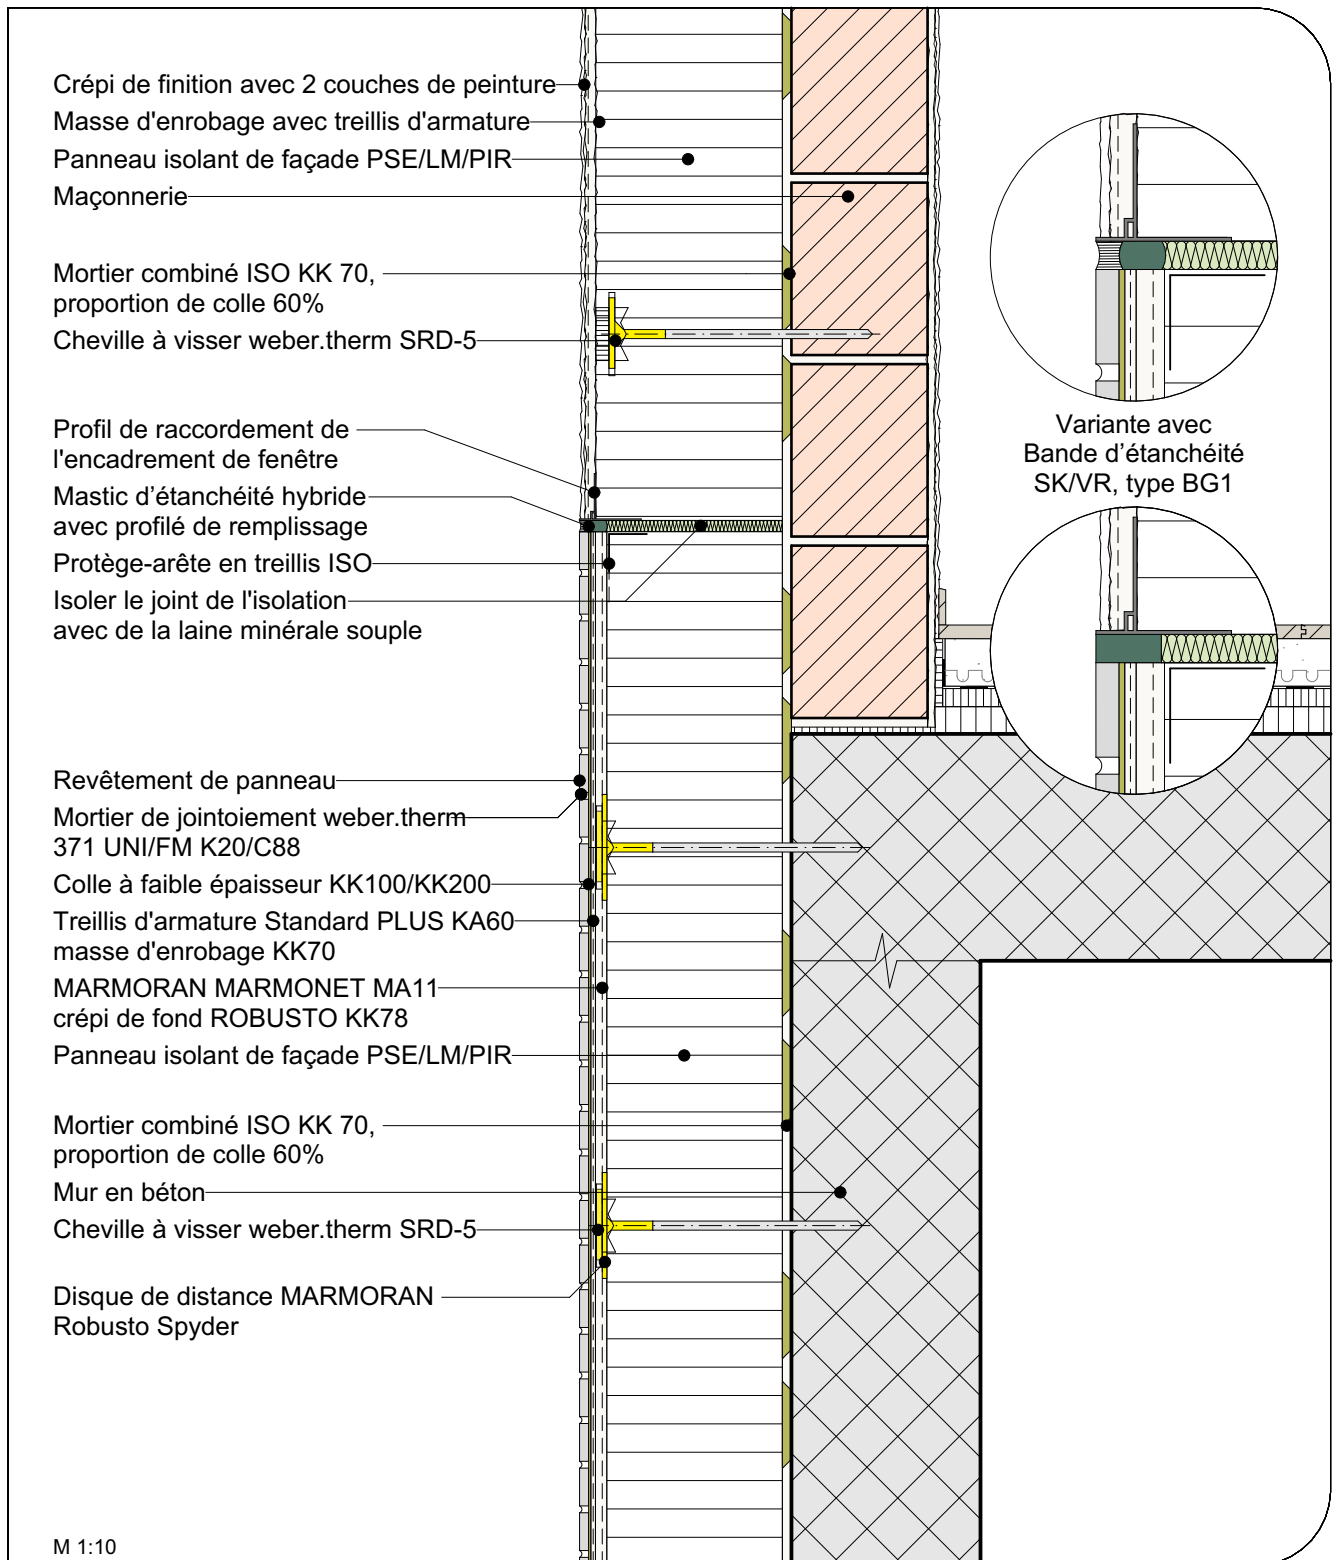 Crépi de finition avec 2 couches de peinture
Masse d'enrobage avec treillis d'armature
Panneau isolant de façade PSE/LM/PIR
Maçonnerie
Mortier combiné ISO KK 70,
proportion de colle 60%
Cheville à visser weber.therm SRD-5
Profil de raccordement de
l'encadrement de fenêtre
Mastic d’étanchéité hybride
avec profilé de remplissage
Protège-arête en treillis ISO
Isoler le joint de l'isolation
avec de la laine minérale souple
Revêtement de panneau
Mortier de jointoiement weber.therm
371 UNI/FM K20/C88
Colle à faible épaisseur KK100/KK200
Treillis d'armature Standard PLUS KA60
masse d'enrobage KK70
MARMORAN MARMONET MA11
crépi de fond ROBUSTO KK78
Panneau isolant de façade PSE/LM/PIR
Mortier combiné ISO KK 70,
proportion de colle 60%
Mur en béton
Cheville à visser weber.therm SRD-5
Disque de distance MARMORAN
Robusto Spyder
M 1:10
Variante avec
Bande d’étanchéité
SK/VR, type BG1